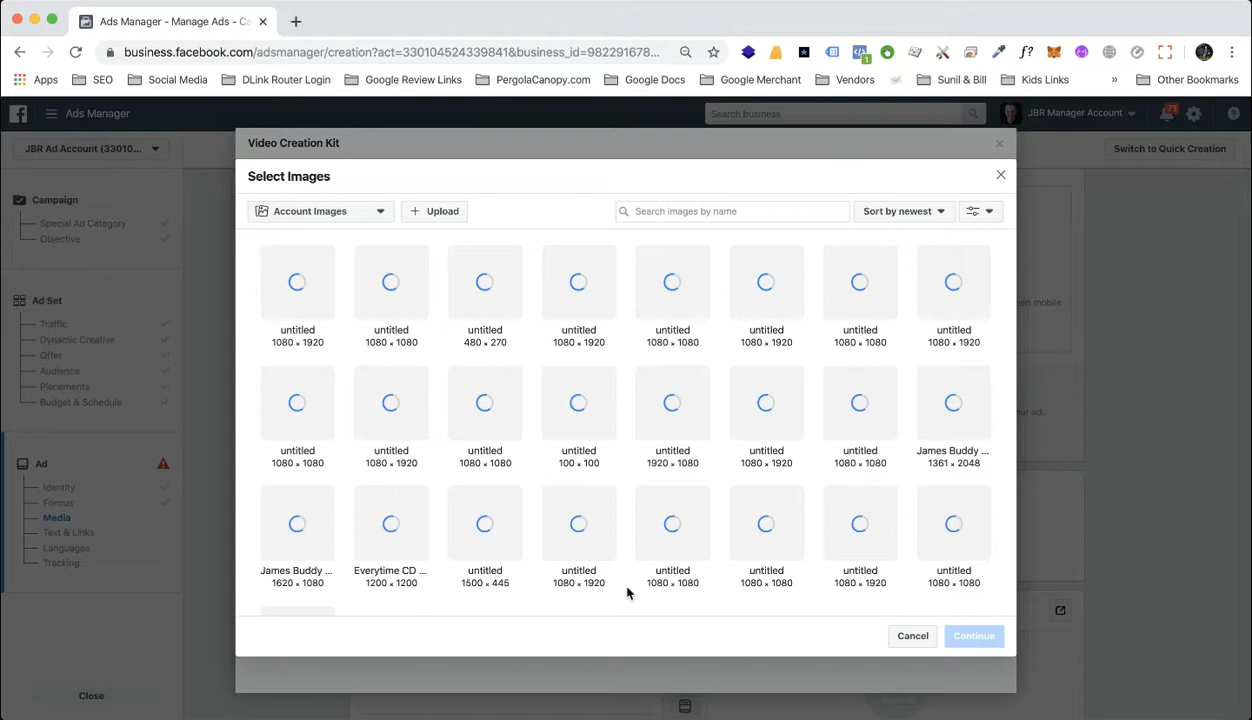 Ads Manager - Manage Ads - C
business.facebook.com/adsmanager/creation?act=330104524339841&business_id=982291678...
1
Apps SEO Social Media DLink Router Login Google Review Links PergolaCanopy.com Google Docs Google Merchant Vendors Sunil & Bill Kids Links » Other Bookmarks
Ads Manager Search business JBR Manager Account 73
JBR Ad Account (33010... Switch to Quick Creation
Video Creation Kit
Select Images
Account Images Upload Search images by name Sort by newest
Campaign
Special Ad Category
Objective
Ad Set
Traffic
Dynamic Creative
Offer
Audience
Placements
Budget & Schedule
Ad
Identity
Format
Media
Text & Links
Languages
Tracking
Close
untitled untitled untitled untitled untitled untitled untitled untitled
1080 × 1920 1080 × 1080 480 × 270 1080 × 1920 1080 × 1080 1080 × 1920 1080 × 1080 1080 × 1920
untitled untitled untitled untitled untitled untitled untitled James Buddy ...
1080 × 1080 1080 × 1920 1080 × 1080 100 × 100 1920 × 1080 1080 × 1920 1080 × 1080 1361 × 2048
James Buddy ... Everytime CD ... untitled untitled untitled untitled untitled untitled
1620 × 1080 1200 × 1200 1500 × 445 1080 × 1920 1080 × 1080 1080 × 1080 1080 × 1920 1080 × 1080
een mobile
ur ad.
Cancel Continue